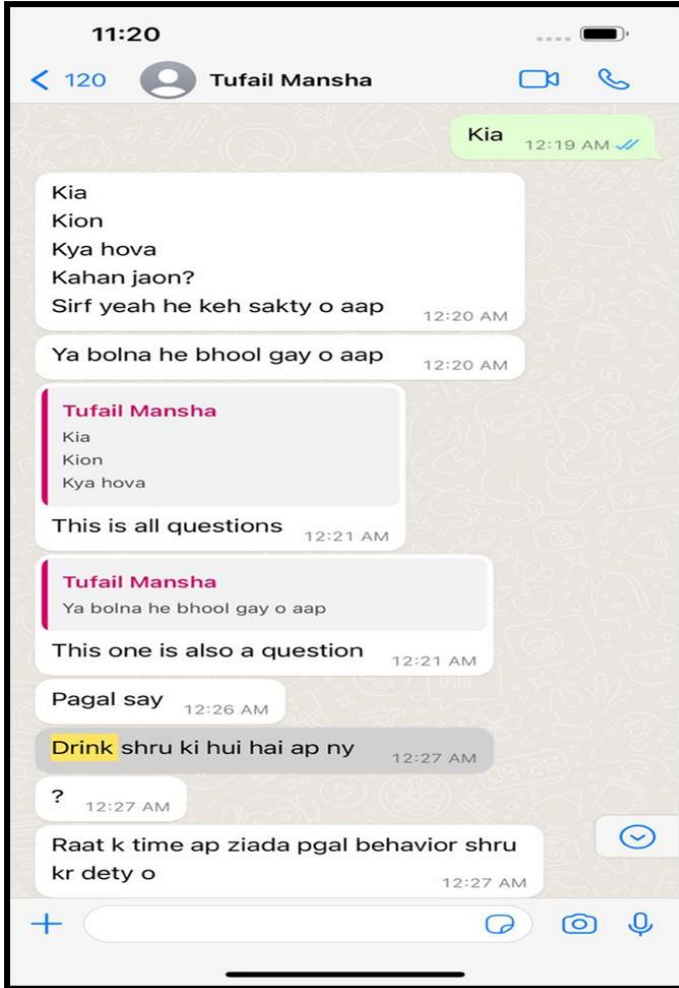 11:20
120
Tufail Mansha
Kia
12:19 AM
Kia
Kion
Kya hova
Kahan jaon?
Sirf yeah he keh sakty o aap
12:20 AM
Ya bolna he bhool gay o aap
12:20 AM
Tufail Mansha
Kia
Kion
Kya hova
This is all questions
12:21 AM
Tufail Mansha
Ya bolna he bhool gay o aap
This one is also a question
12:21 AM
Pagal say
12:26 AM
Drink shru ki hui hai ap ny
12:27 AM
?
12:27 AM
Raat k time ap ziada pgal behavior shru
kr dety o
12:27 AM